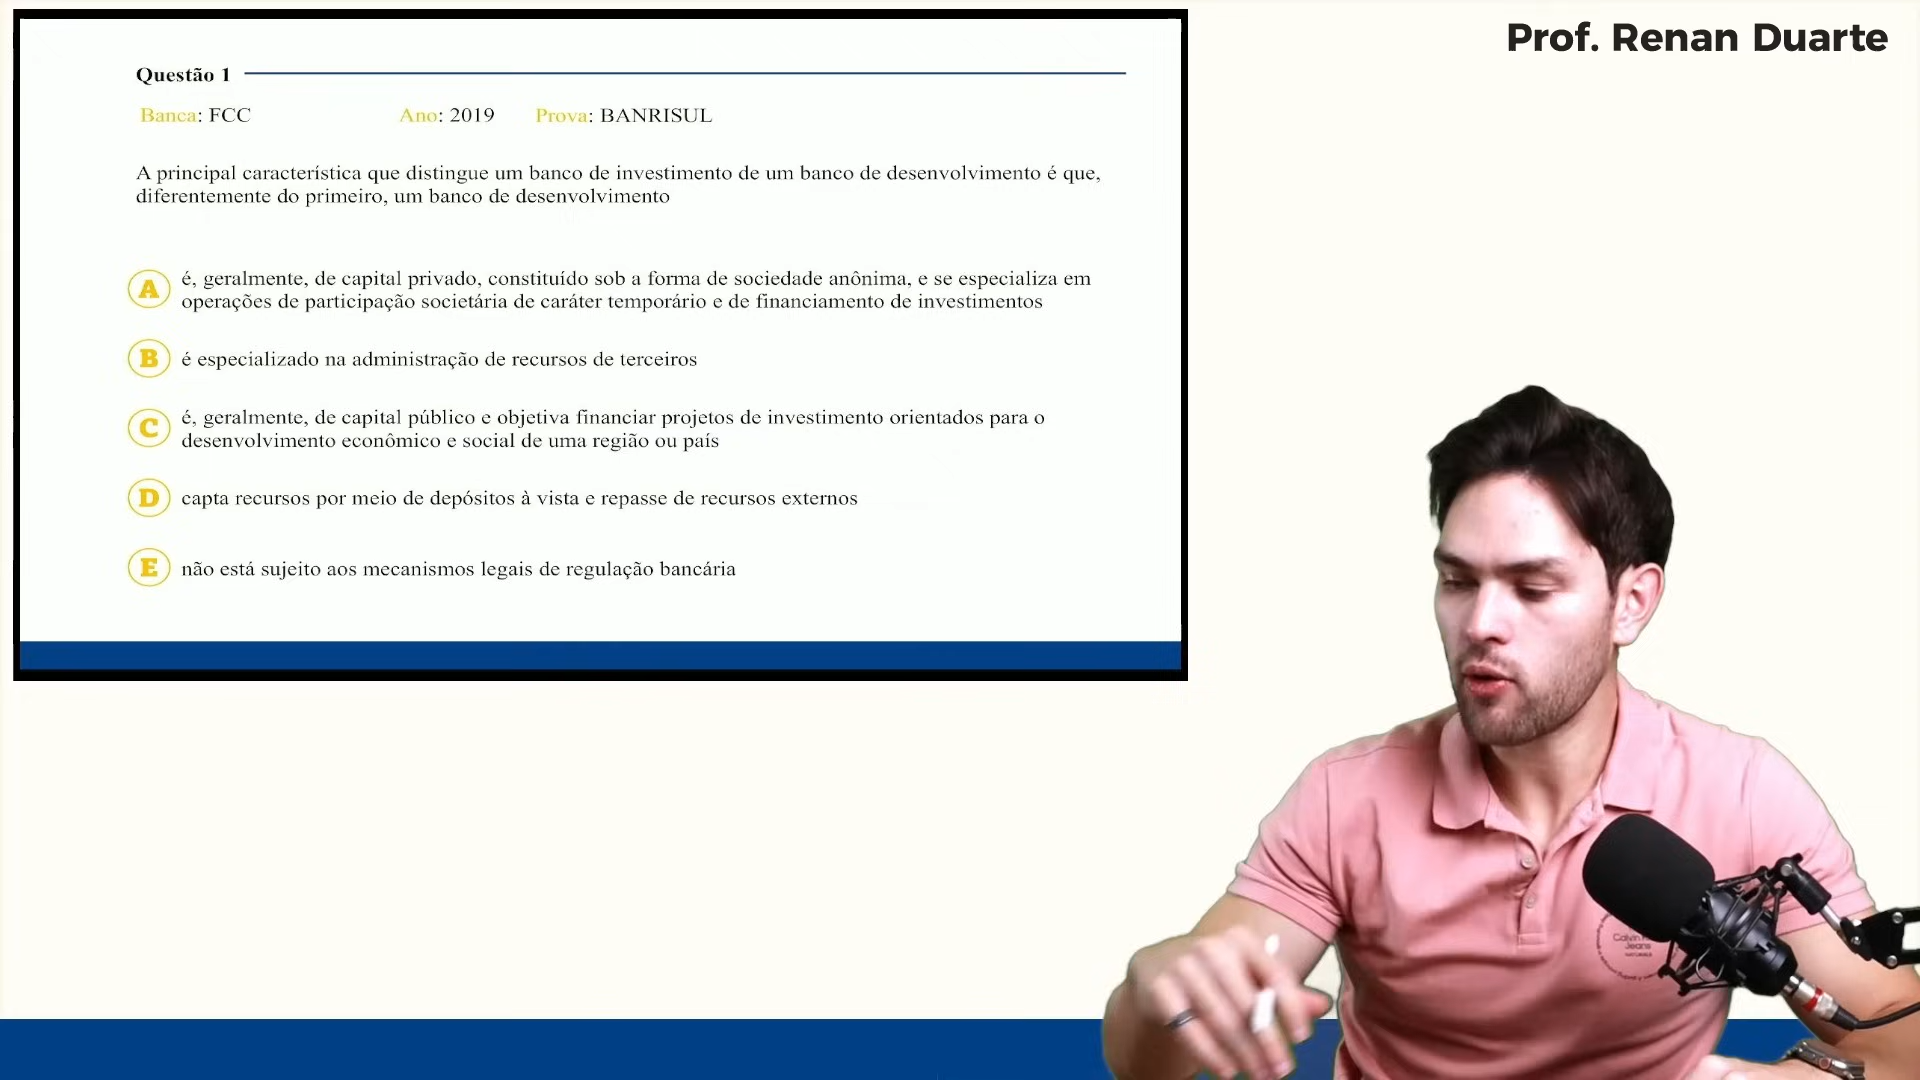 Prof. Renan Duarte
Questão 1
Banca: FCC Ano: 2019 Prova: BANRISUL
A principal característica que distingue um banco de investimento de um banco de desenvolvimento é que,
diferentemente do primeiro, um banco de desenvolvimento
A é, geralmente, de capital privado, constituído sob a forma de sociedade anônima, e se especializa em
operações de participação societária de caráter temporário e de financiamento de investimentos
B é especializado na administração de recursos de terceiros
C é, geralmente, de capital público e objetiva financiar projetos de investimento orientados para o
desenvolvimento econômico e social de uma região ou país
D capta recursos por meio de depósitos à vista e repasse de recursos externos
E não está sujeito aos mecanismos legais de regulação bancária
Jeans